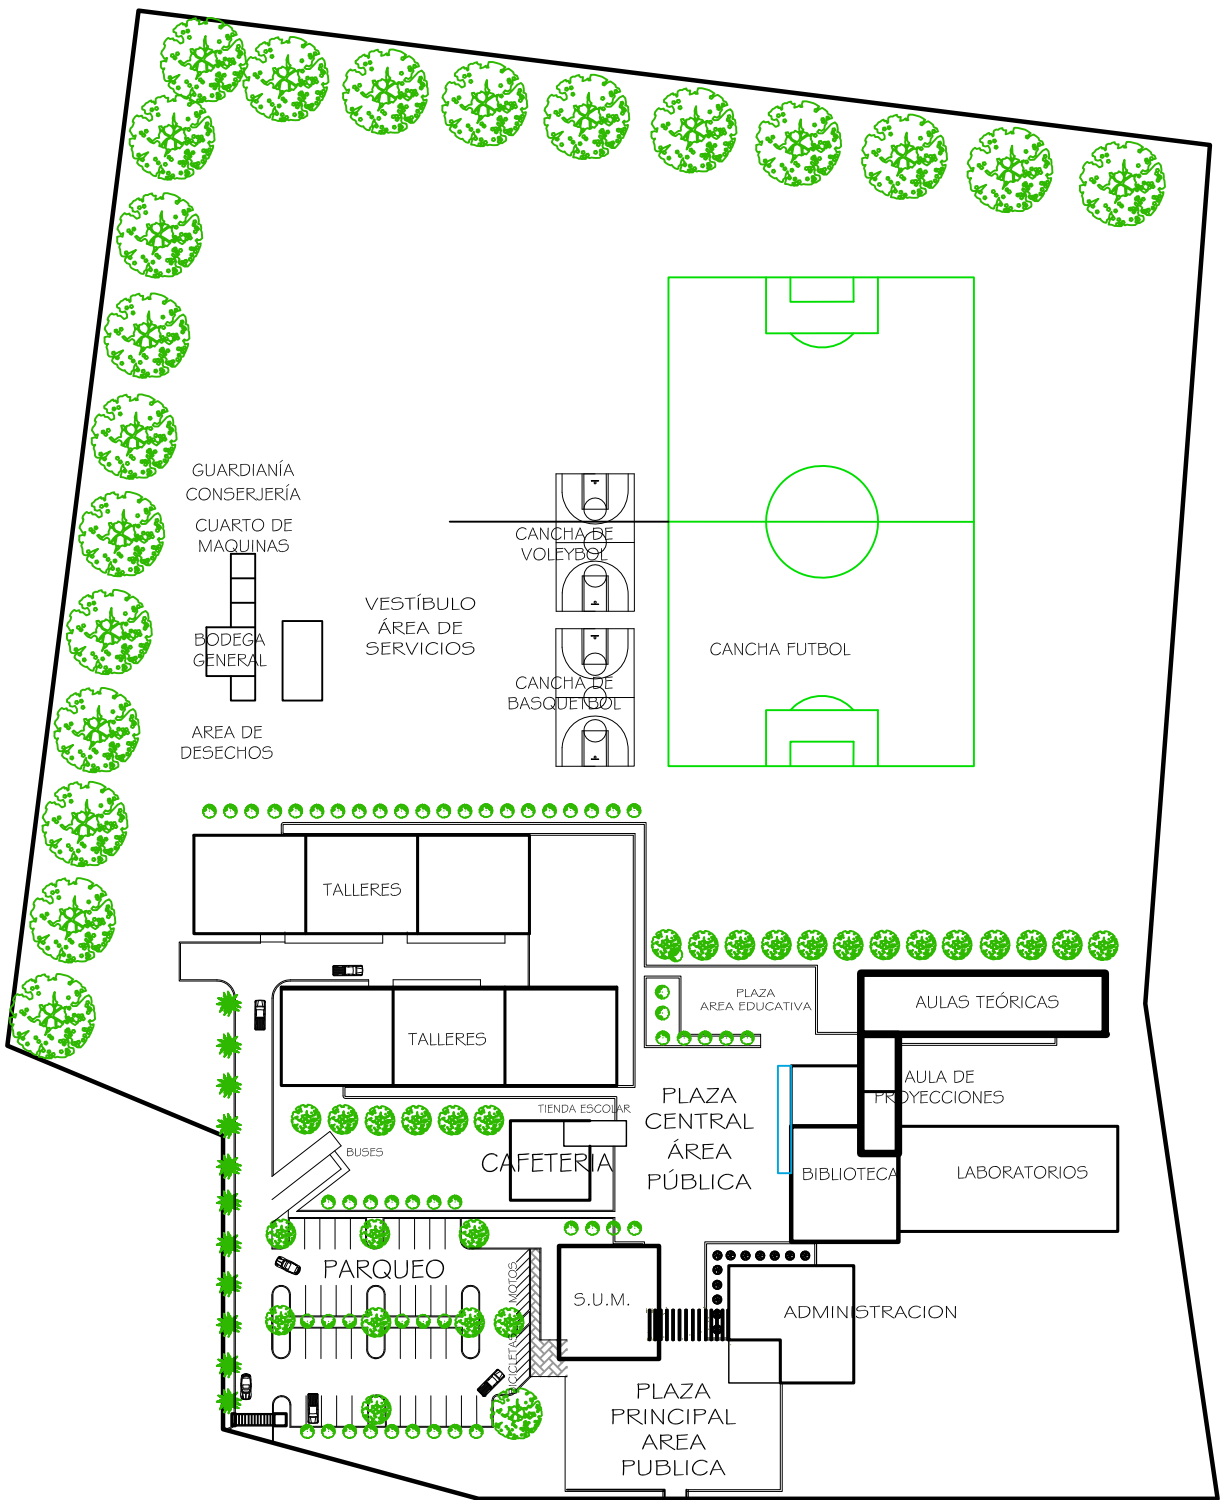 GUARDIANÍA
CONSERJERÍA
CUARTO DE
MAQUINAS
CANCHA DE
VOLEYBOL
VESTÍBULO
ÁREA DE
SERVICIOS
BODEGA
GENERAL
CANCHA FUTBOL
CANCHA DE
BASQUETBOL
AREA DE
DESECHOS
TALLERES
PLAZA
AREA EDUCATIVA
AULAS TEÓRICAS
TALLERES
AULA DE
PROYECCIONES
PLAZA
CENTRAL
ÁREA
PÚBLICA
TIENDA ESCOLAR
BUSES
CAFETERIA
BIBLIOTECA
LABORATORIOS
PARQUEO
BICICLETAS MOTOS
S.U.M.
ADMINISTRACION
PLAZA
PRINCIPAL
AREA
PUBLICA